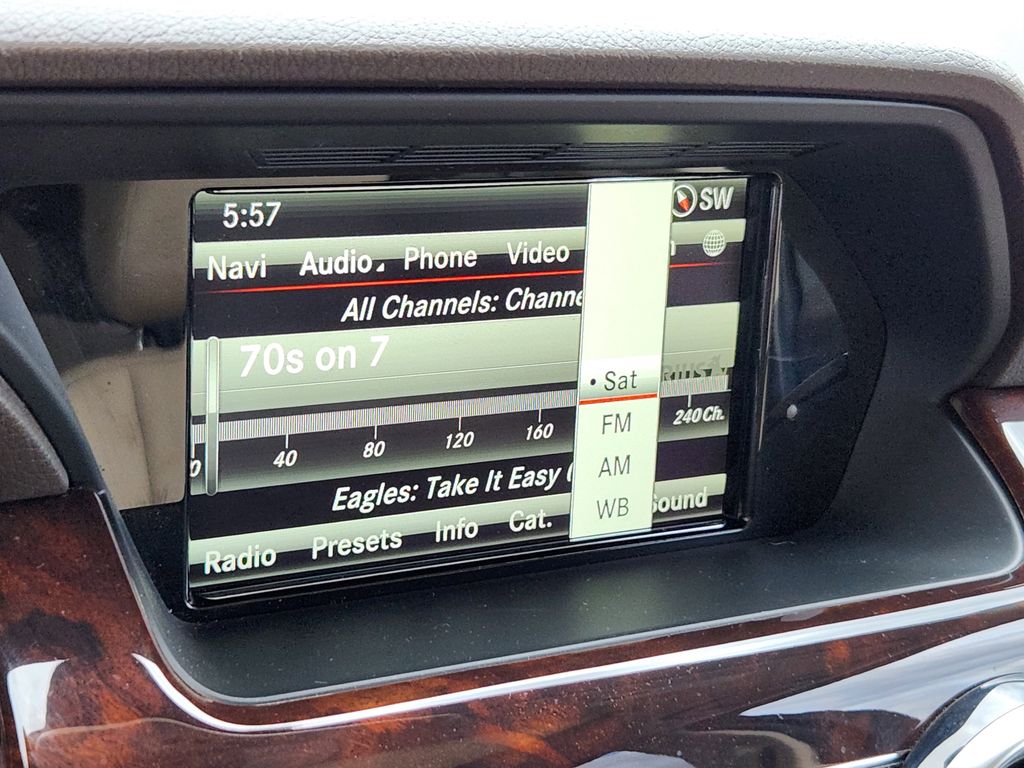 5:57 SW
Navi Audio Phone Video
All Channels: Channe
70s on 7
Sat
FM
AM
WB
40 80 120 160 240 Ch.
Eagles: Take It Easy (
Radio Presets Info Cat. Sound